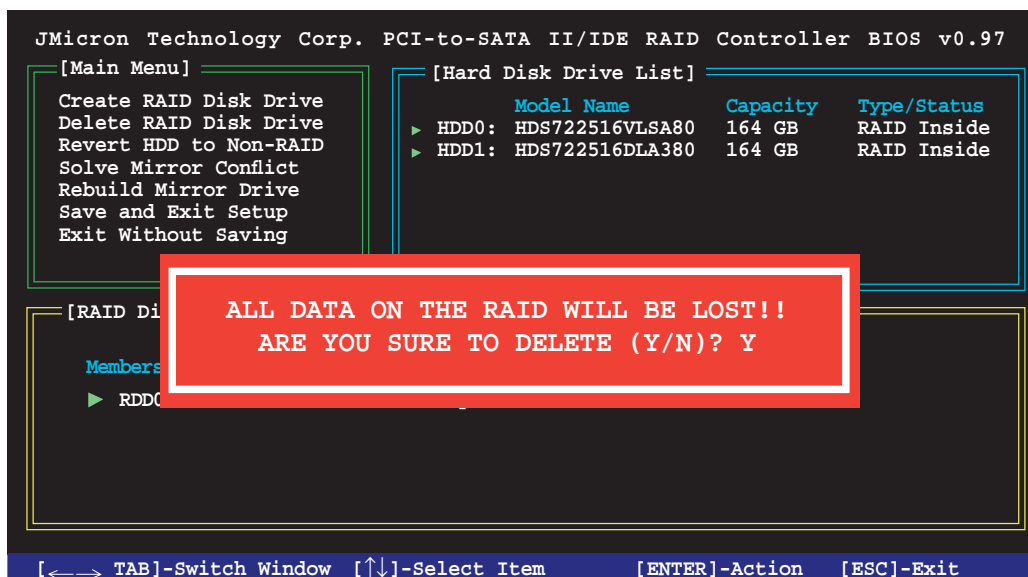 JMicron Technology Corp. PCI-to-SATA II/IDE RAID Controller BIOS v0.97
[Main Menu]
Create RAID Disk Drive
Delete RAID Disk Drive
Revert HDD to Non-RAID
Solve Mirror Conflict
Rebuild Mirror Drive
Save and Exit Setup
Exit Without Saving
[Hard Disk Drive List]
Model Name Capacity Type/Status
▶ HDD0: HDS722516VLSA80 164 GB RAID Inside
▶ HDD1: HDS722516DLA380 164 GB RAID Inside
ALL DATA ON THE RAID WILL BE LOST!!
ARE YOU SURE TO DELETE (Y/N)? Y
[RAID Di
Members
▶ RDD0
[←→ TAB]-Switch Window [↑↓]-Select Item [ENTER]-Action [ESC]-Exit